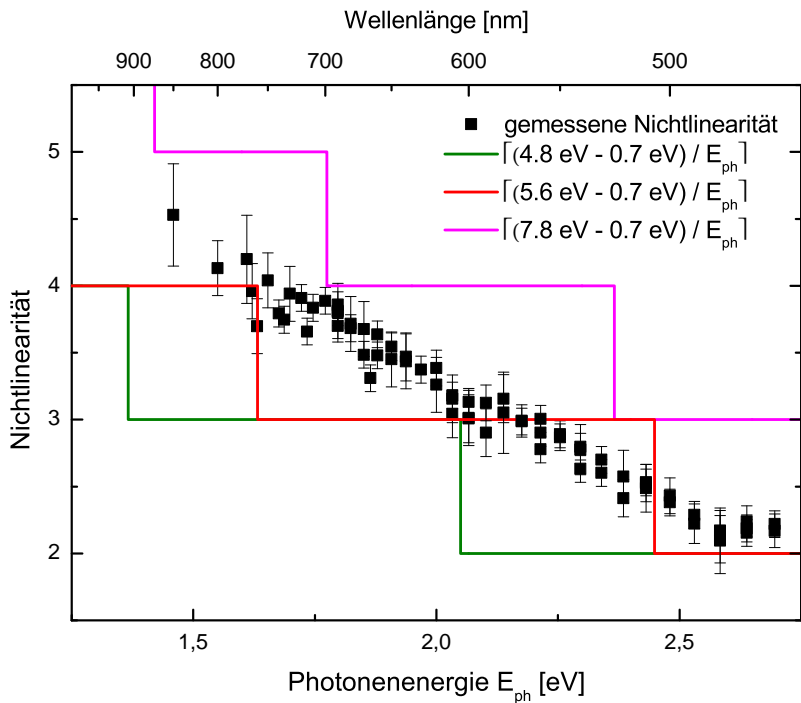 Wellenlänge [nm]
900 800 700 600 500
gemessene Nichtlinearität
⌈(4.8 eV - 0.7 eV) / E_ph⌉
⌈(5.6 eV - 0.7 eV) / E_ph⌉
⌈(7.8 eV - 0.7 eV) / E_ph⌉
Nichtlinearität
5
4
3
2
1,5 2,0 2,5
Photonenenergie E_ph [eV]